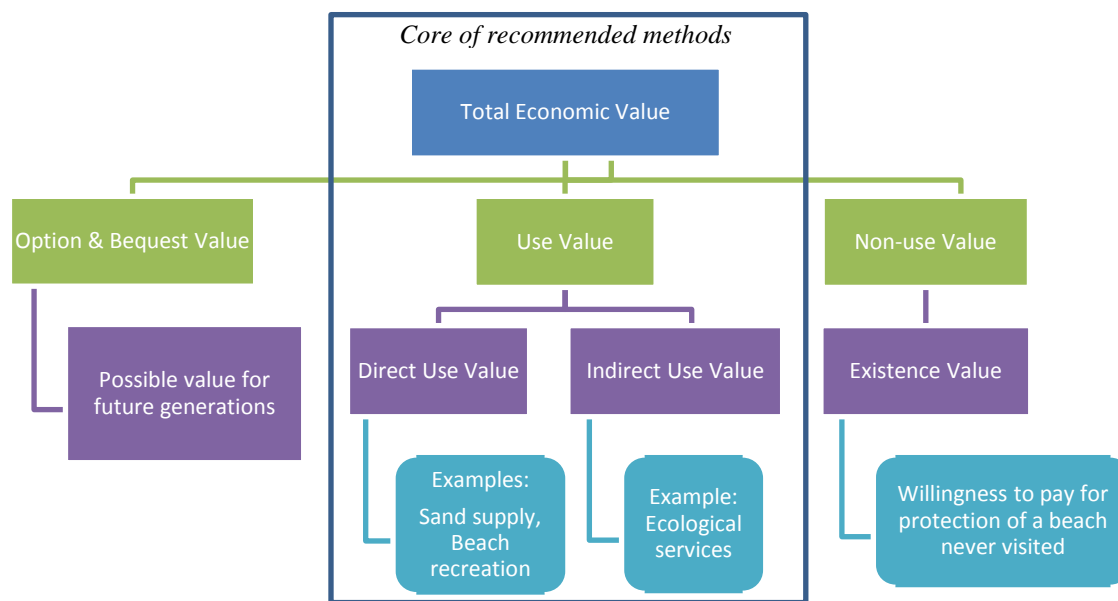 Core of recommended methods
Total Economic Value
Option & Bequest Value
Use Value
Non-use Value
Possible value for
future generations
Direct Use Value
Indirect Use Value
Existence Value
Examples:
Sand supply,
Beach
recreation
Example:
Ecological
services
Willingness to pay for
protection of a beach
never visited